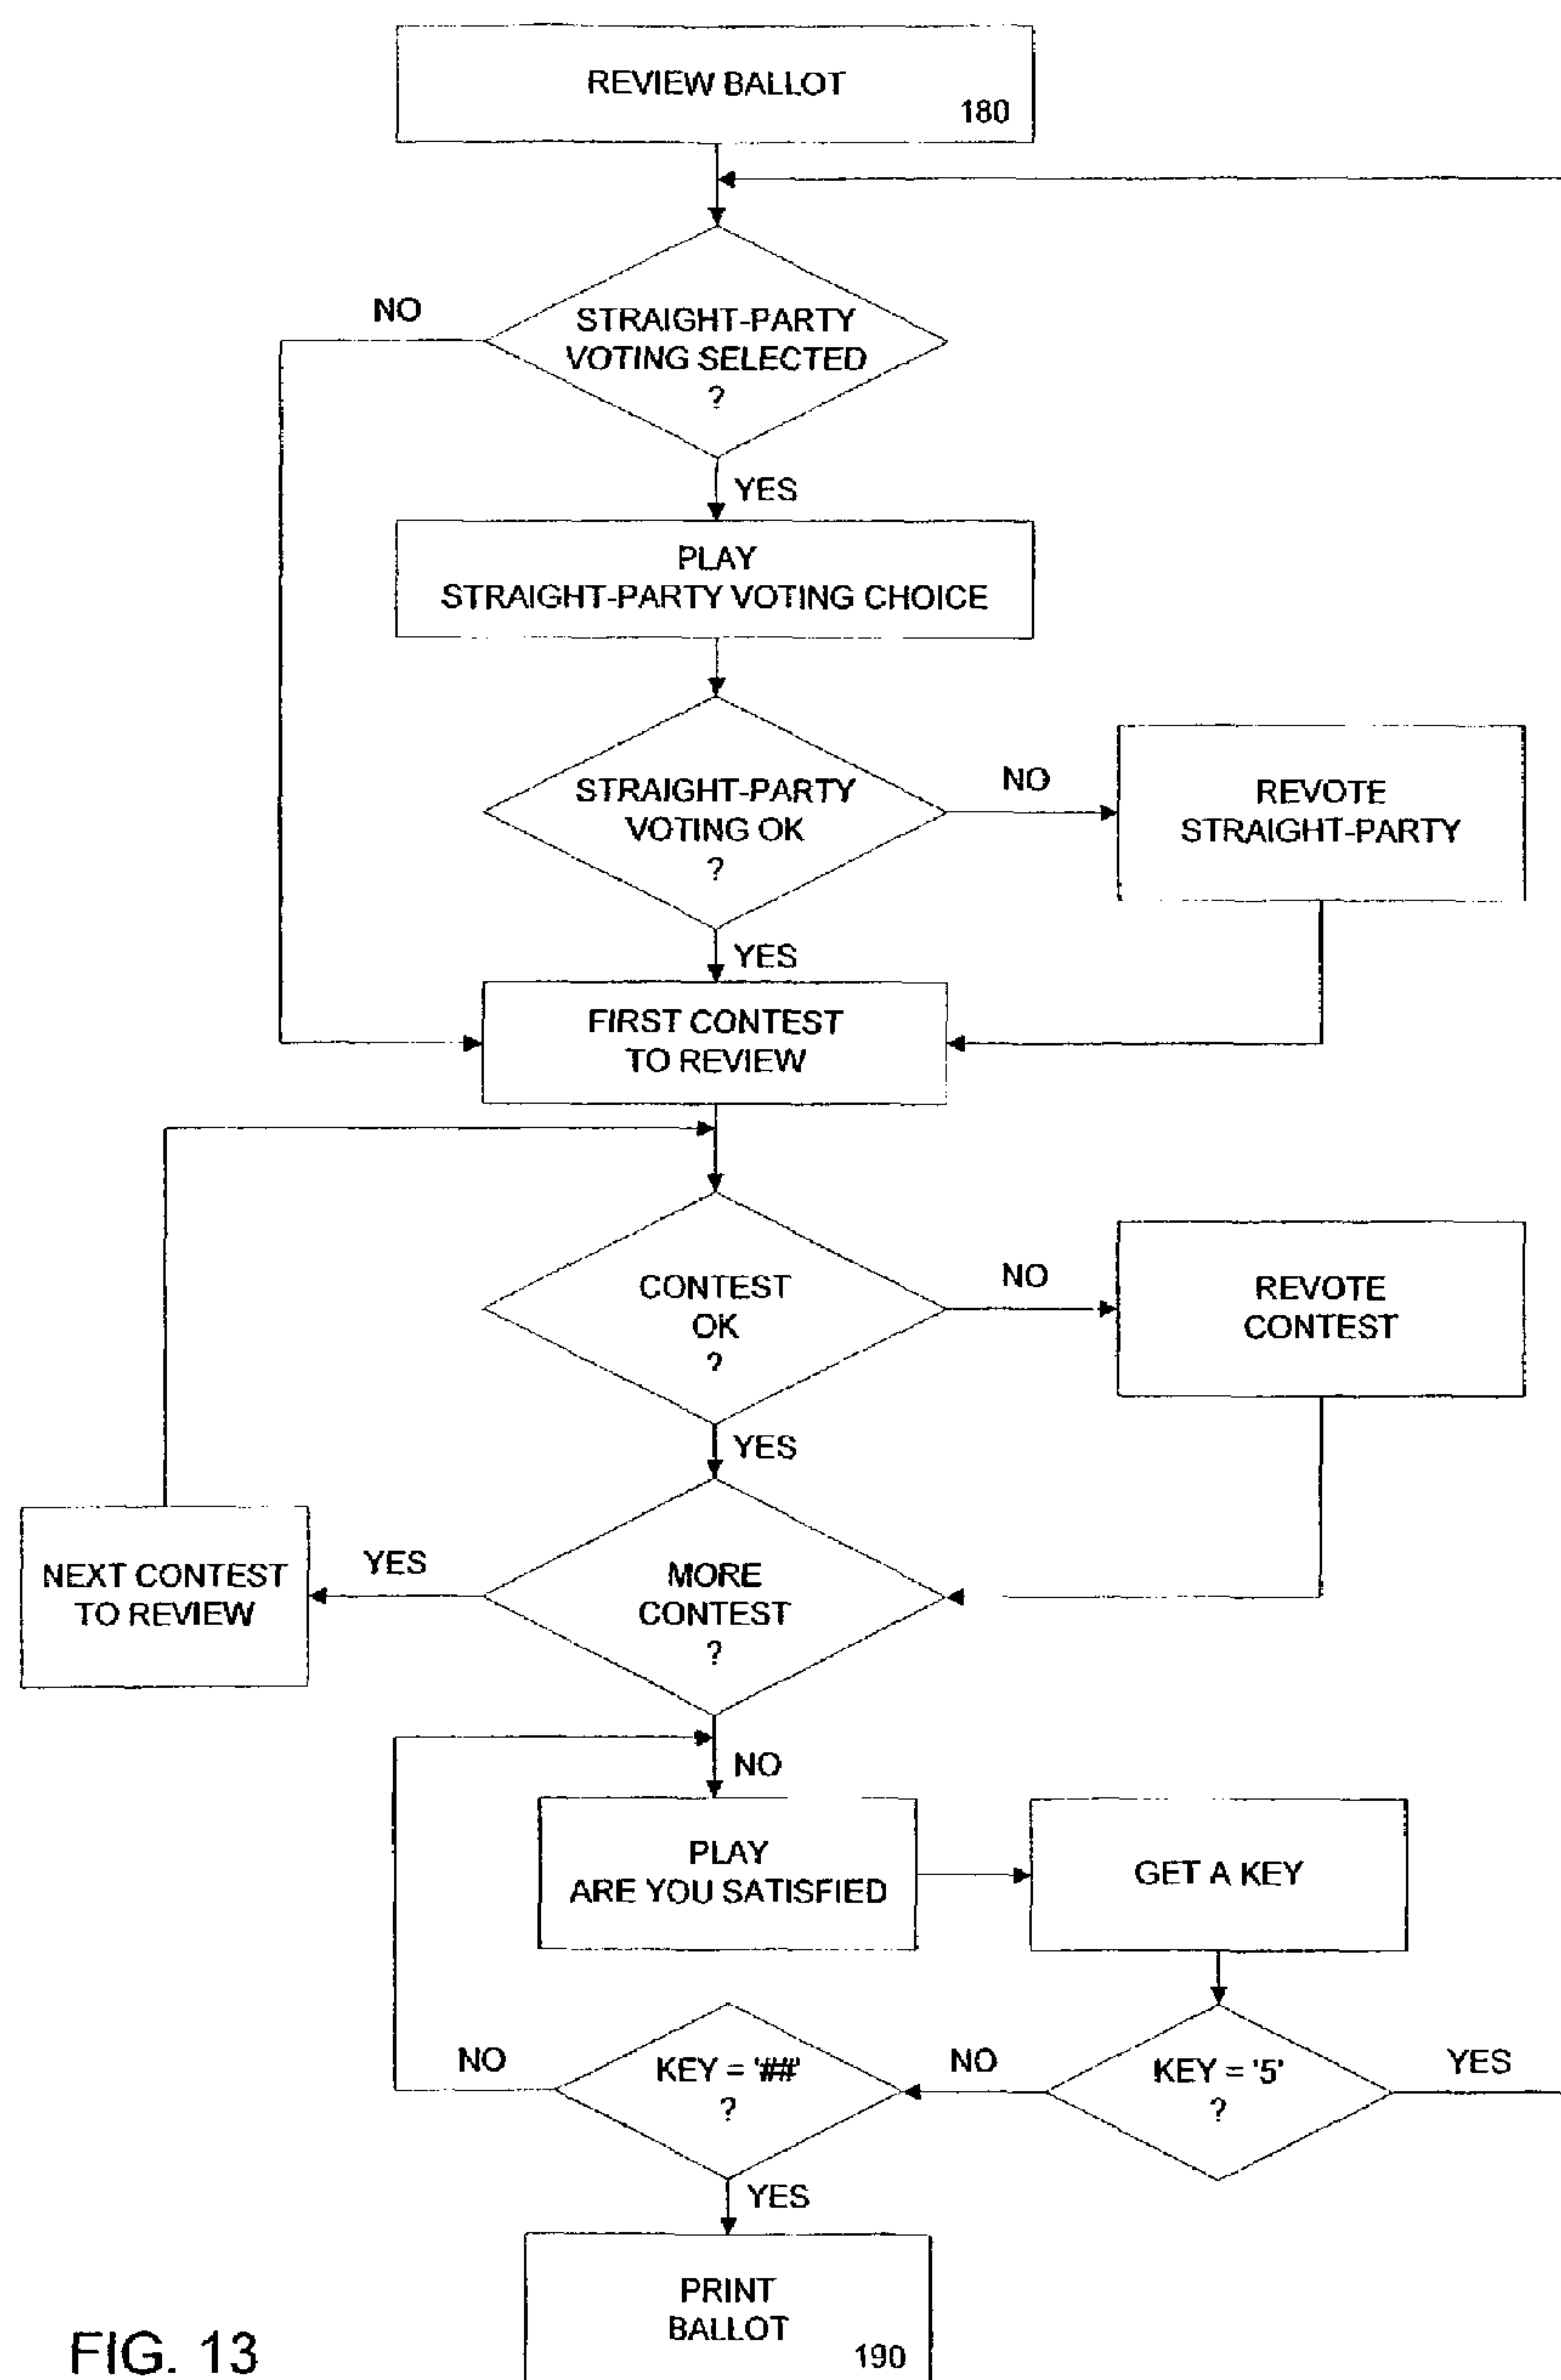 REVIEW BALLOT
180
NO
STRAIGHT-PARTY
VOTING SELECTED
?
YES
PLAY
STRAIGHT-PARTY VOTING CHOICE
STRAIGHT-PARTY
VOTING OK
?
NO
REVOTE
STRAIGHT-PARTY
YES
FIRST CONTEST
TO REVIEW
CONTEST
OK
?
NO
REVOTE
CONTEST
YES
NEXT CONTEST
TO REVIEW
YES
MORE
CONTEST
?
NO
PLAY
ARE YOU SATISFIED
GET A KEY
NO
KEY = '##'
?
NO
KEY = '5'
?
YES
YES
PRINT
BALLOT
190
FIG. 13